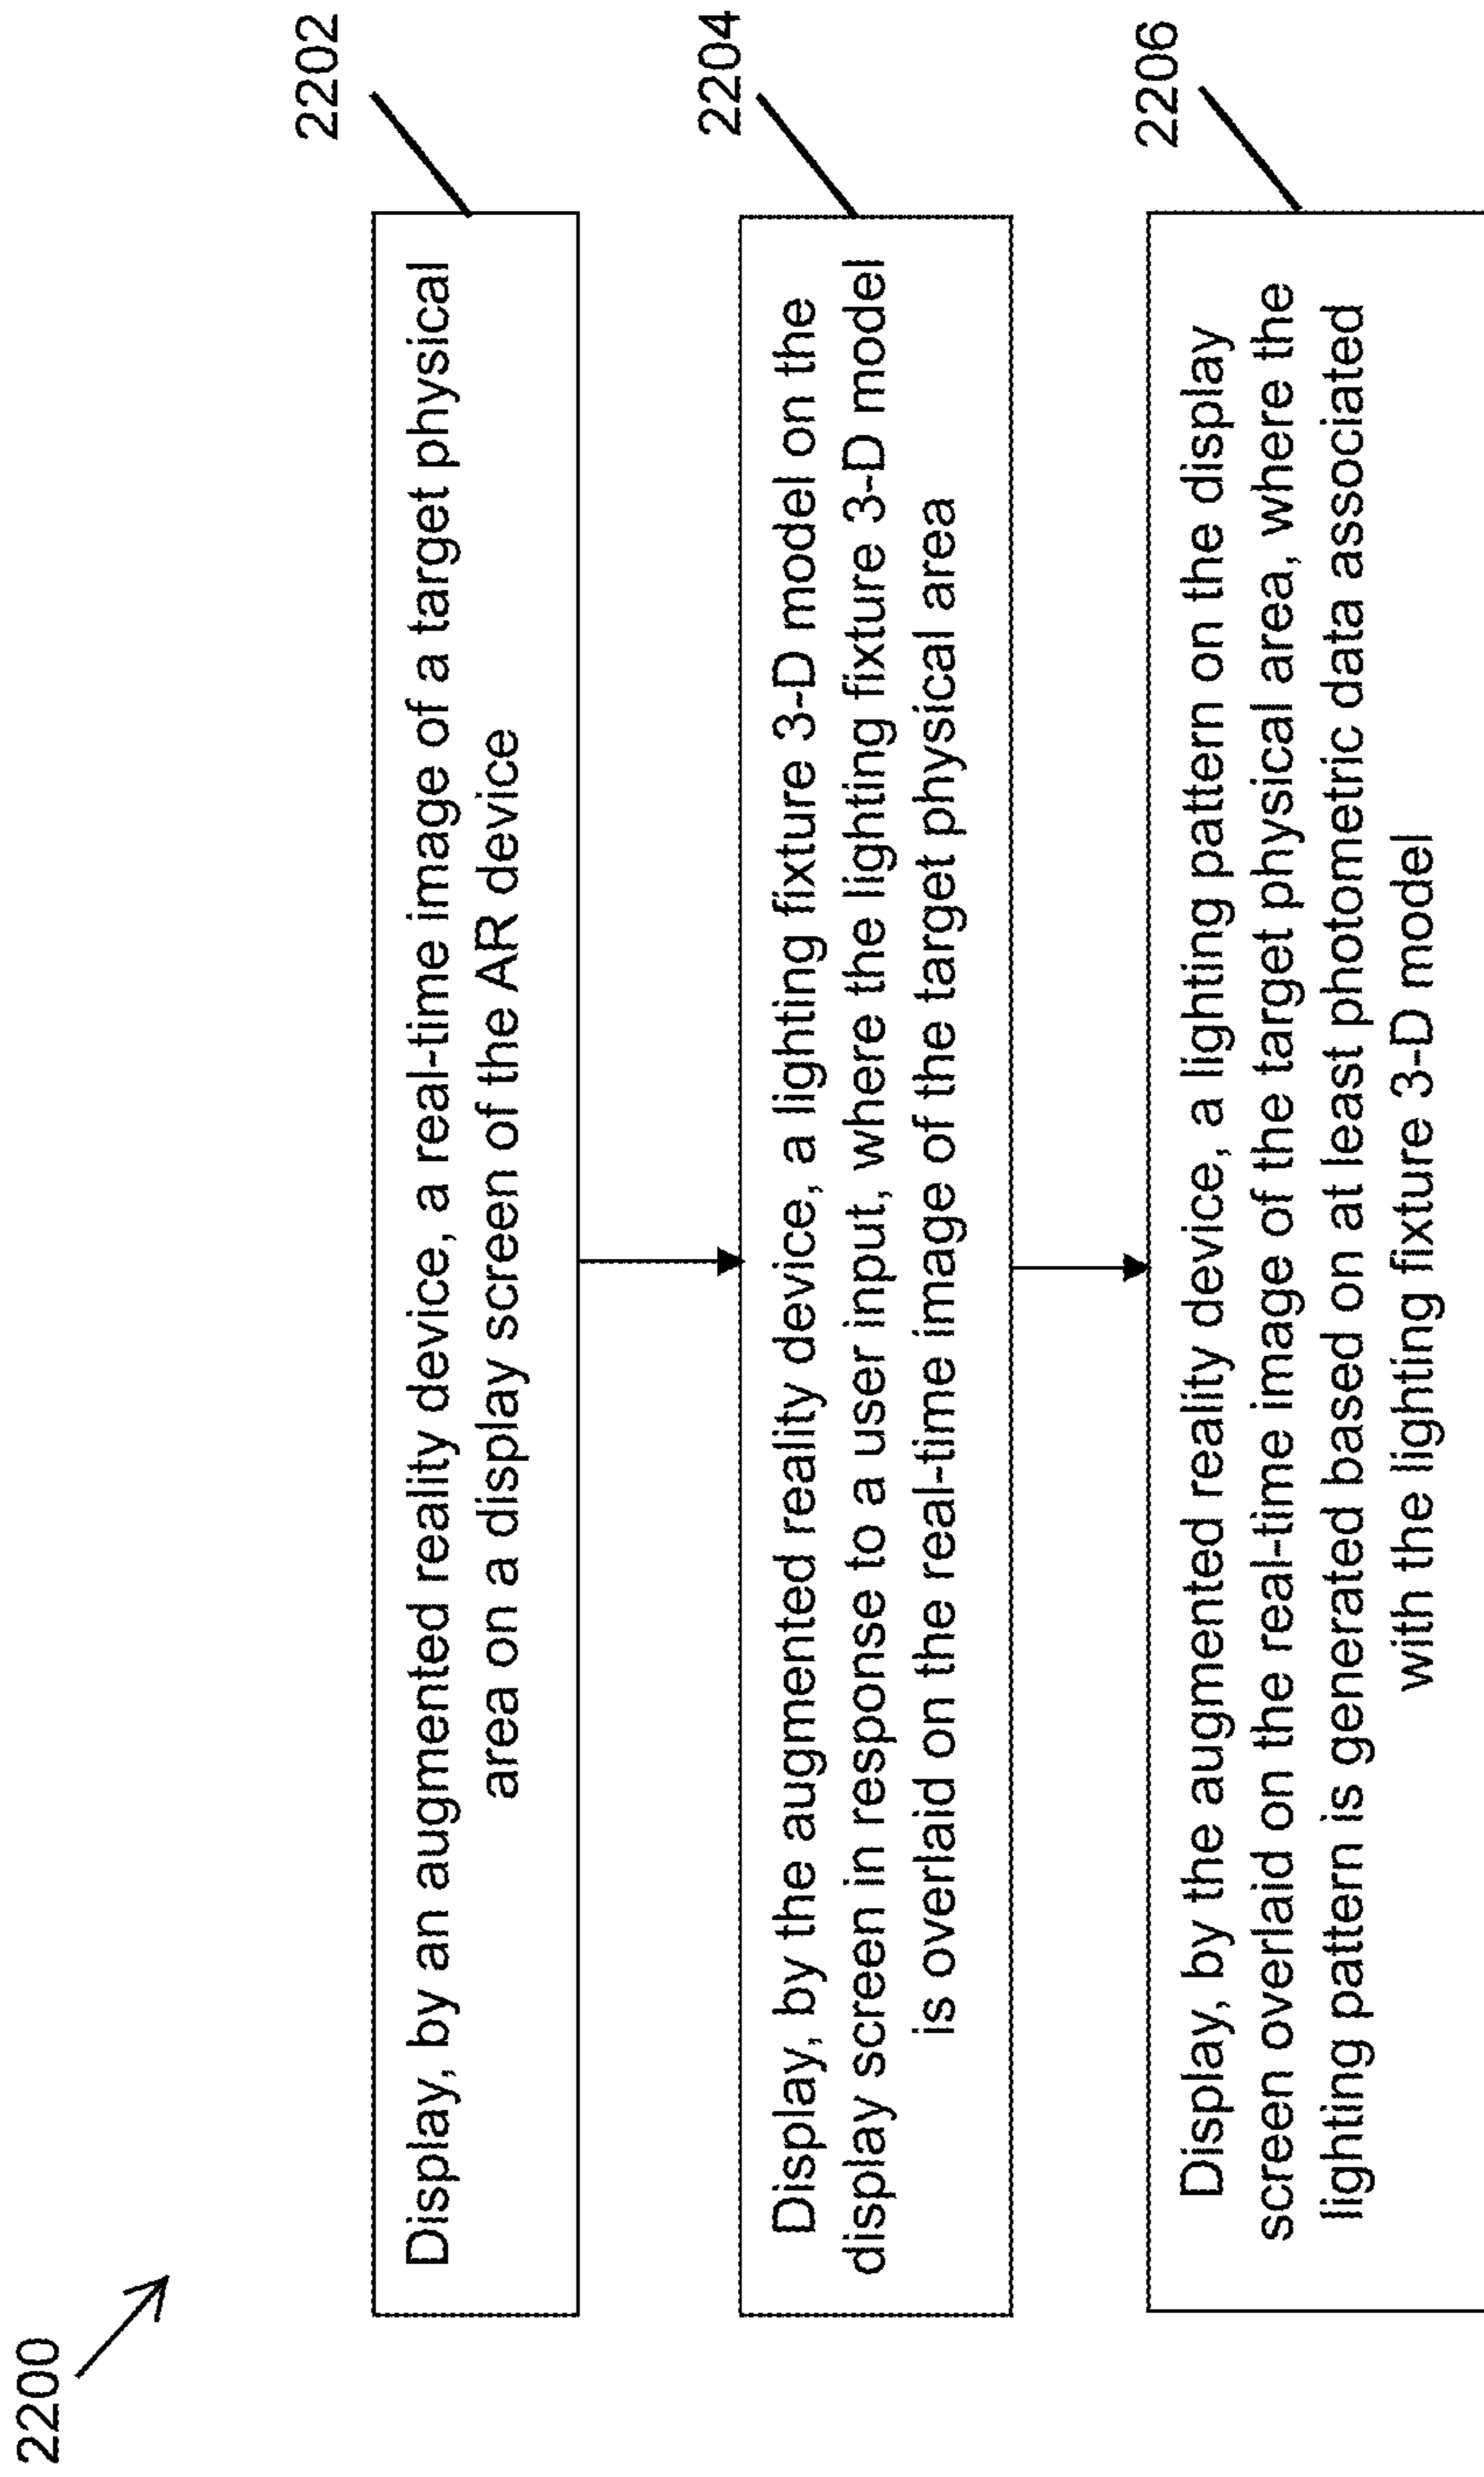 2200
2202
Display, by an augmented reality device, a real-time image of a target physical
area on a display screen of the AR device
2204
Display, by the augmented reality device, a lighting fixture 3-D model on the
display screen in response to a user input, where the lighting fixture 3-D model
is overlaid on the real-time image of the target physical area
2206
Display, by the augmented reality device, a lighting pattern on the display
screen overlaid on the real-time image of the target physical area, where the
lighting pattern is generated based on at least photometric data associated
with the lighting fixture 3-D model